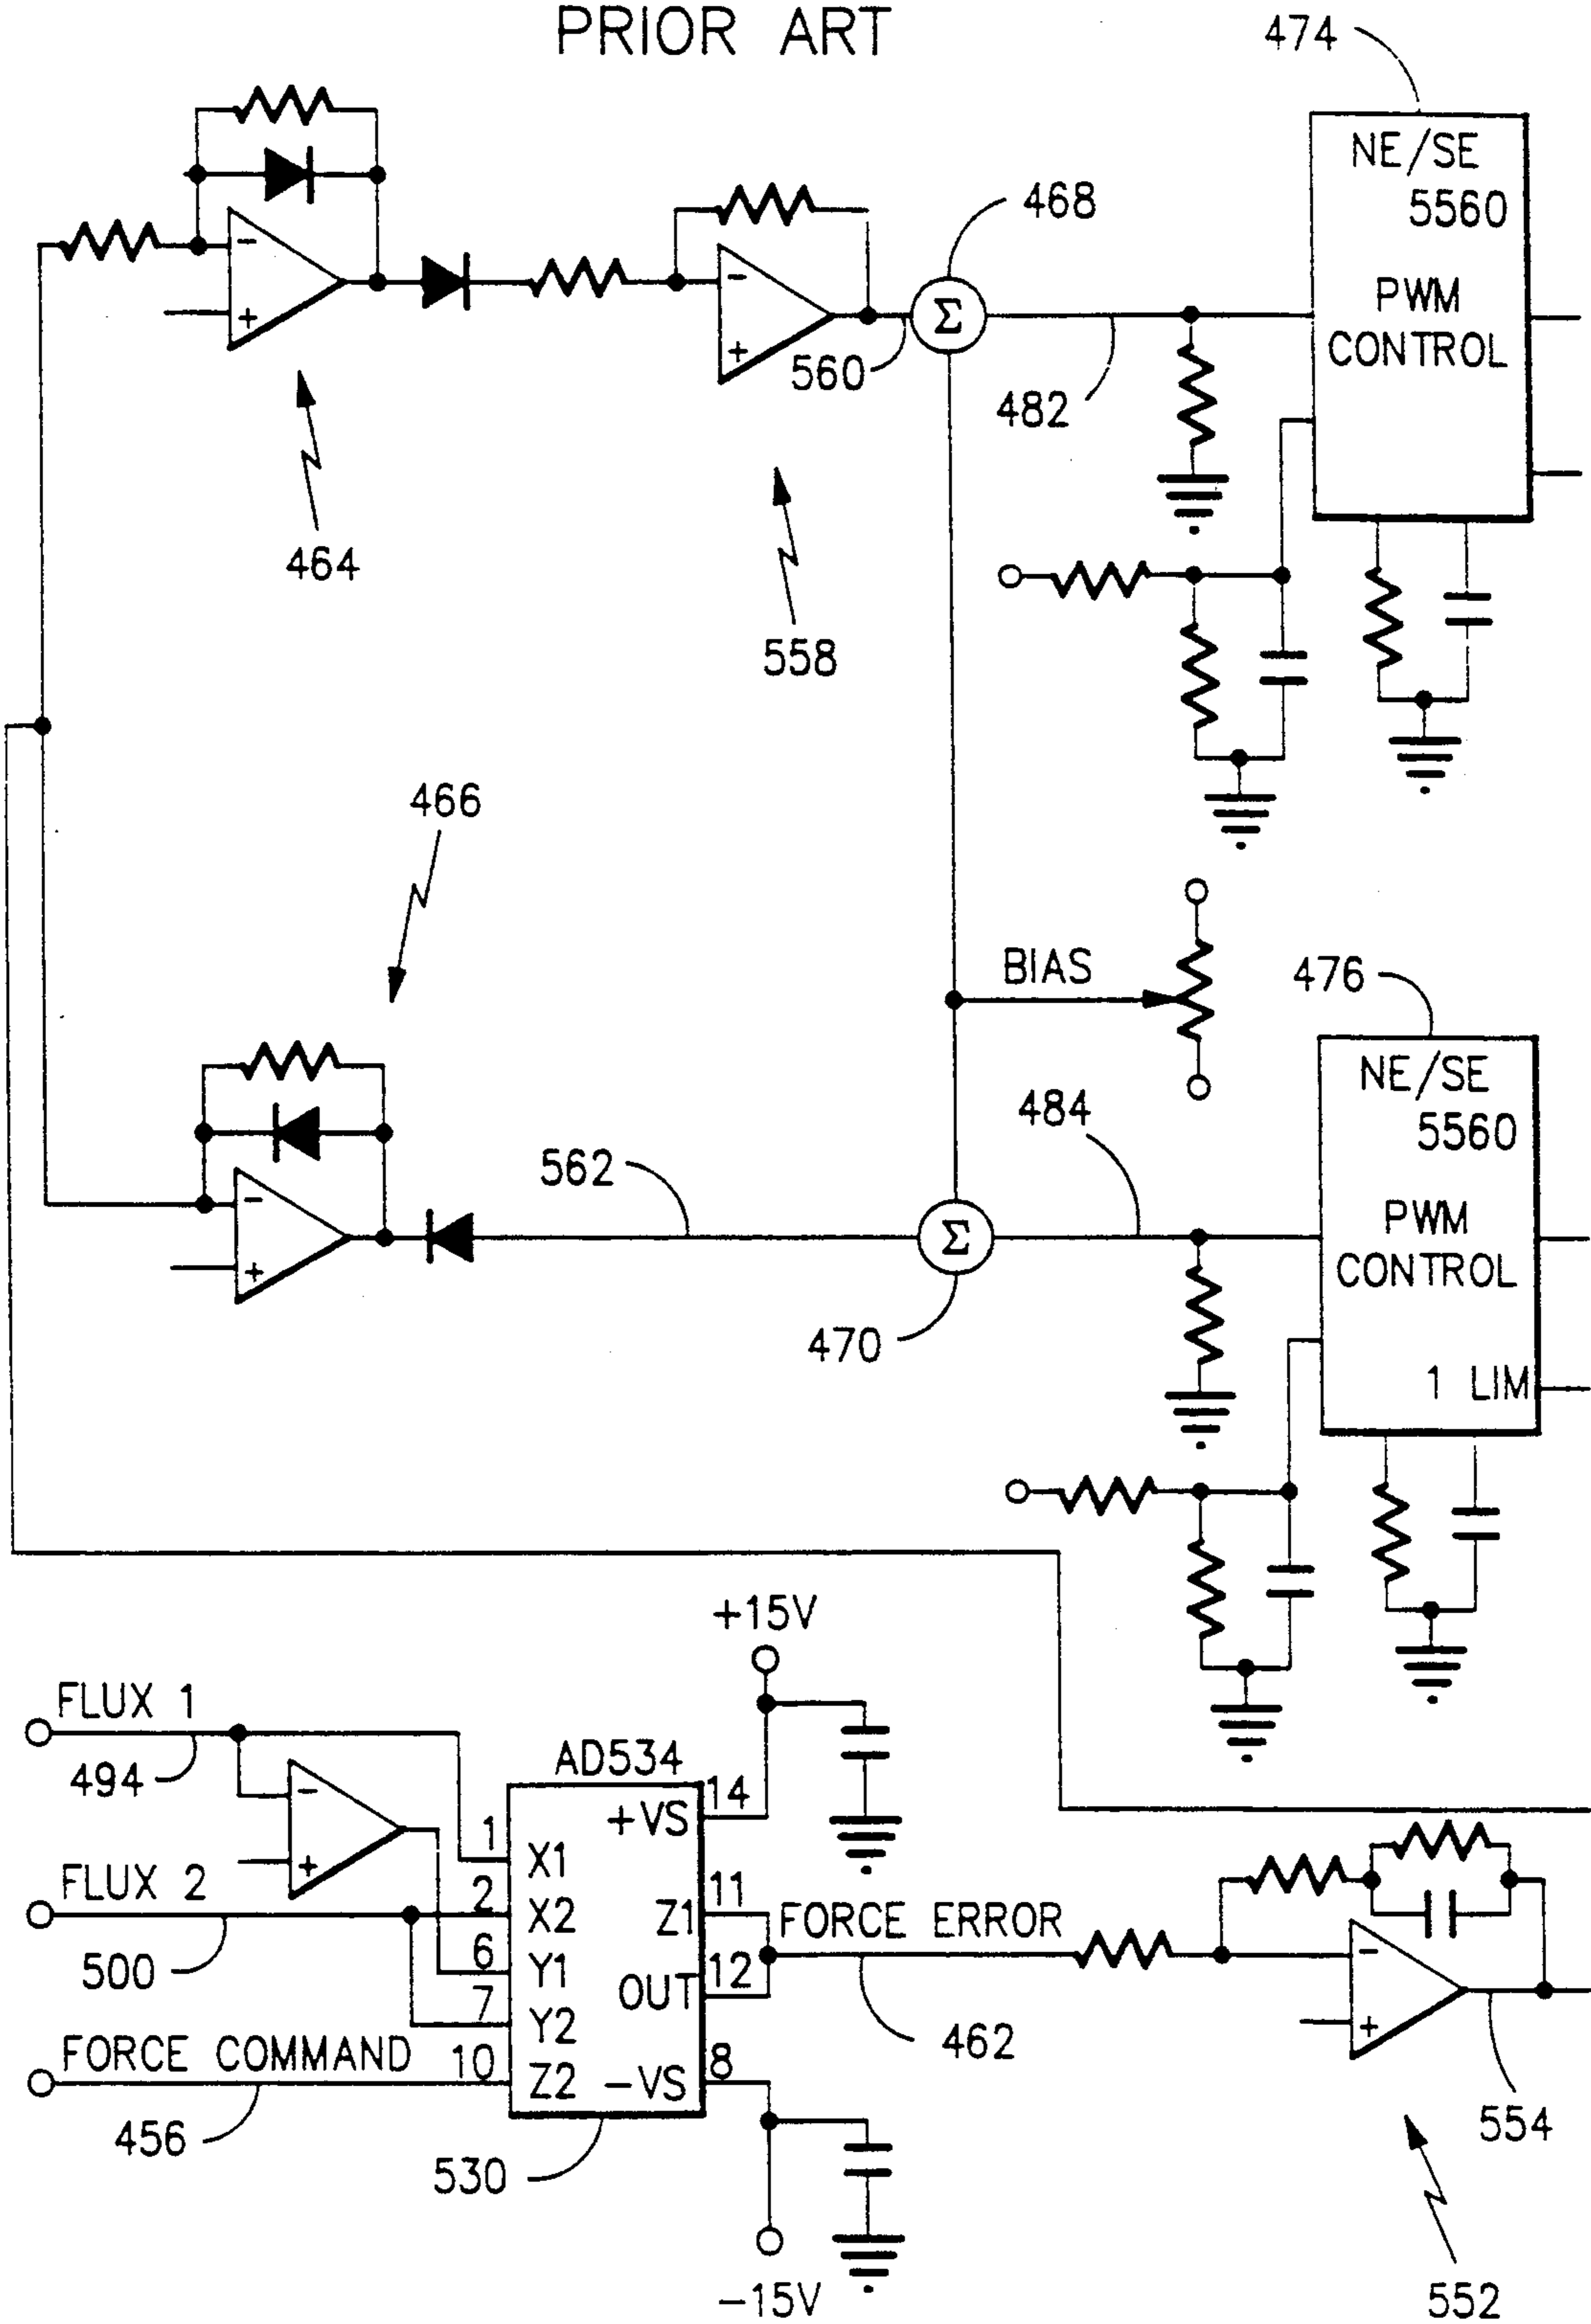 PRIOR ART
474
NE/SE
5560
PWM
CONTROL
468
-
+
-
+
Σ
560
482
464
558
466
BIAS
476
NE/SE
5560
PWM
CONTROL
1 LIM
484
562
-
+
Σ
470
+15V
FLUX 1
494
AD534
-
+
1
X1
+VS
14
FLUX 2
2
X2
Z1
11
FORCE ERROR
500
6
Y1
OUT
12
7
Y2
462
-
+
FORCE COMMAND
10
Z2
-VS
8
456
530
554
-15V
552